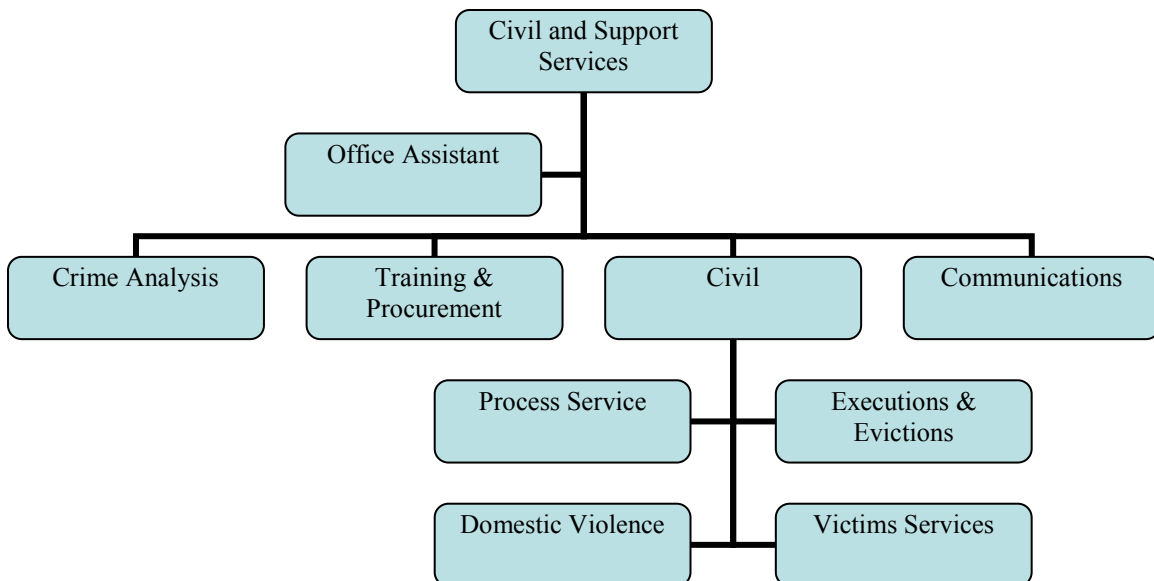 Civil and Support
Services
Office Assistant
Crime Analysis
Training &
Procurement
Civil
Communications
Process Service
Executions &
Evictions
Domestic Violence
Victims Services